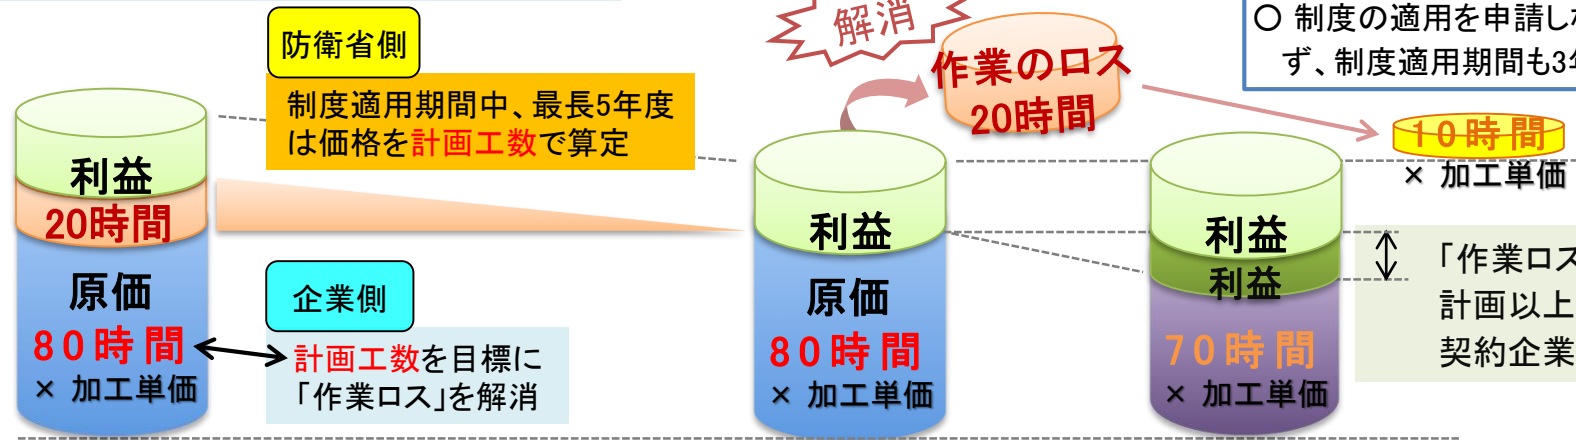 防衛省側
制度適用期間中、最長5年度
は価格を計画工数で算定
利益
20時間
原価
80時間
× 加工単価
企業側
計画工数を目標に
「作業ロス」を解消
解消
作業のロス
20時間
利益
原価
80時間
× 加工単価
利益
利益
70時間
× 加工単価
10時間
× 加工単価
〇 制度の適用を申請しな
ず、制度適用期間も3年
「作業ロス
計画以上
契約企業